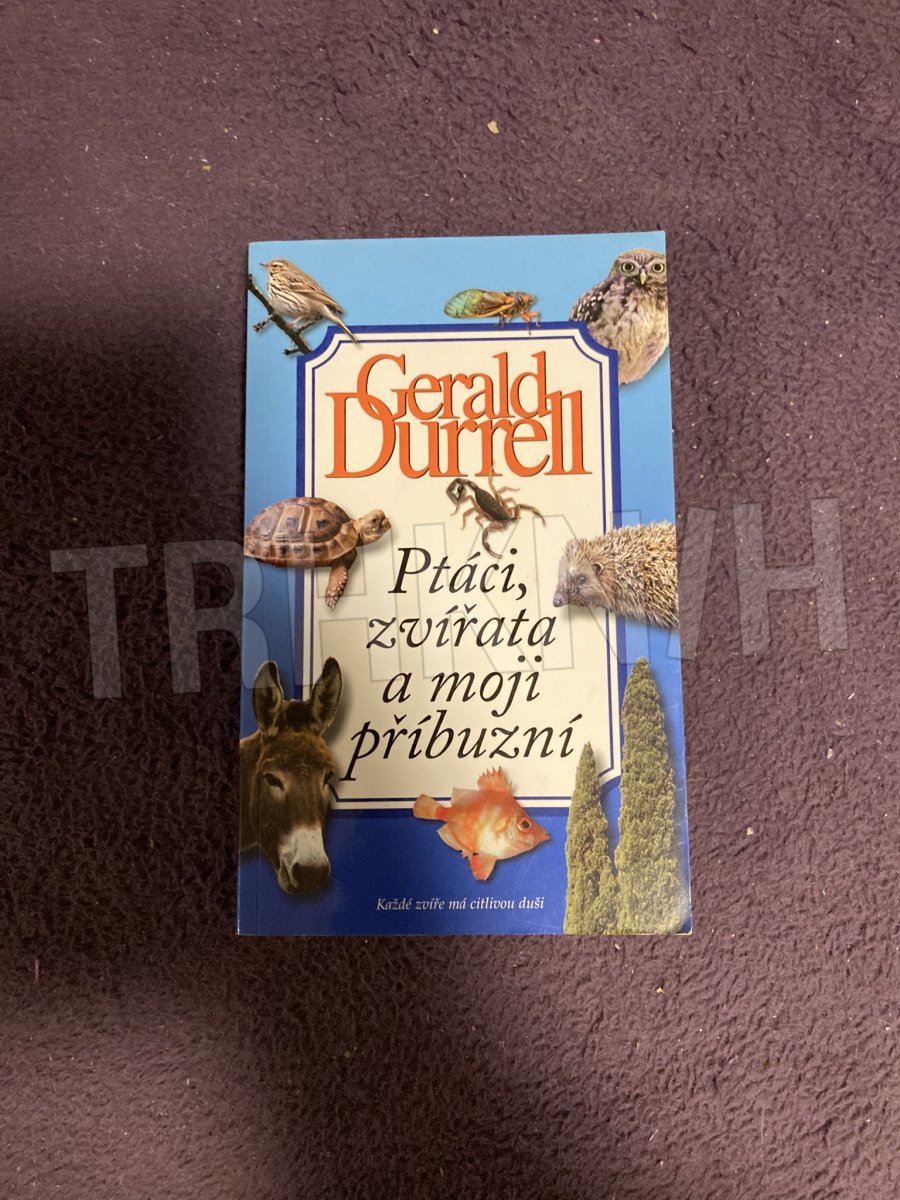 Gerald
Durrell
Ptáci,
zvířata
a moji
příbuzní
Každé zvíře má citlivou duši